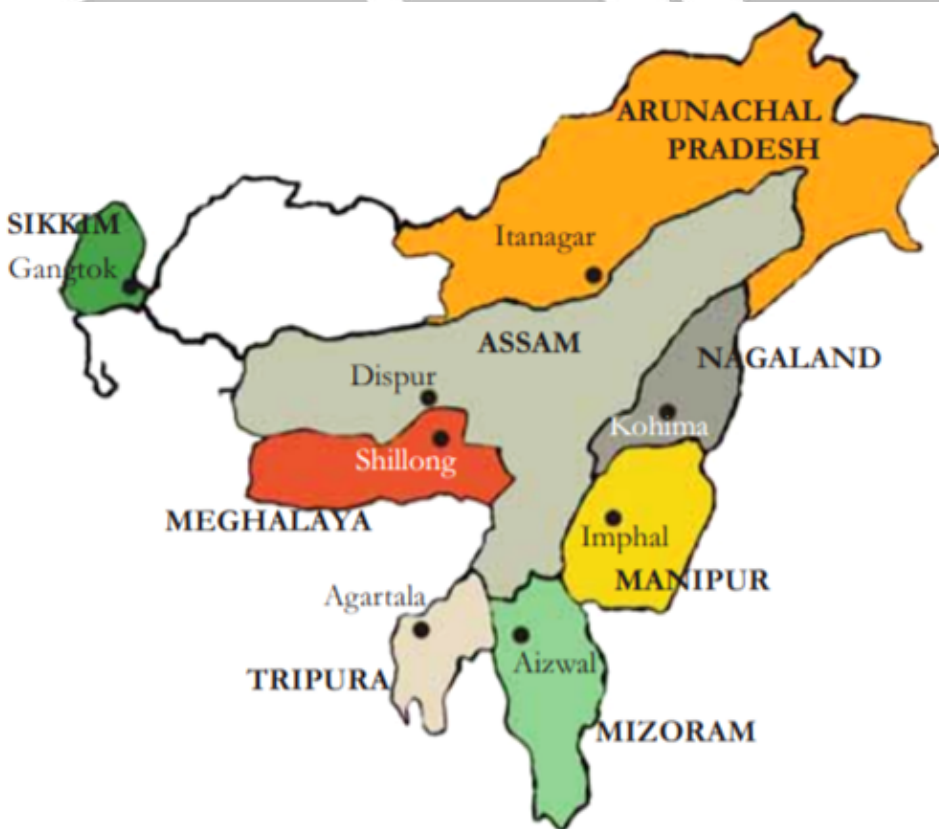 ARUNACHAL
PRADESH
SIKKIM
Gangtok
Itanagar
ASSAM
NAGALAND
Dispur
Kohima
Shillong
MEGHALAYA
Imphal
MANIPUR
Agartala
Aizwal
TRIPURA
MIZORAM